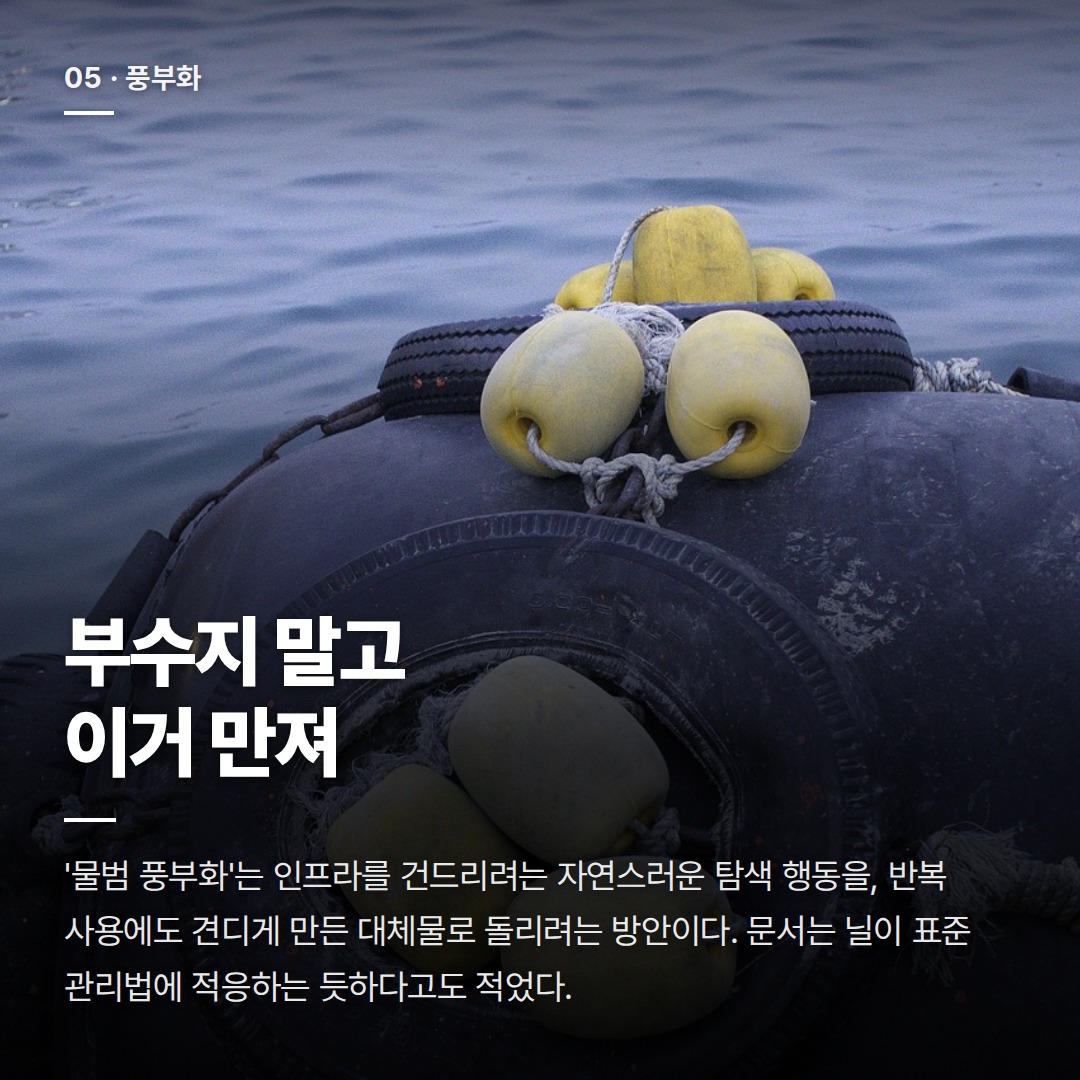 05 · 풍부화
부수지 말고
이거 만져
'물범 풍부화'는 인프라를 건드리려는 자연스러운 탐색 행동을, 반복
사용에도 견디게 만든 대체물로 돌리려는 방안이다. 문서는 닐이 표준
관리법에 적응하는 듯하다고도 적었다.